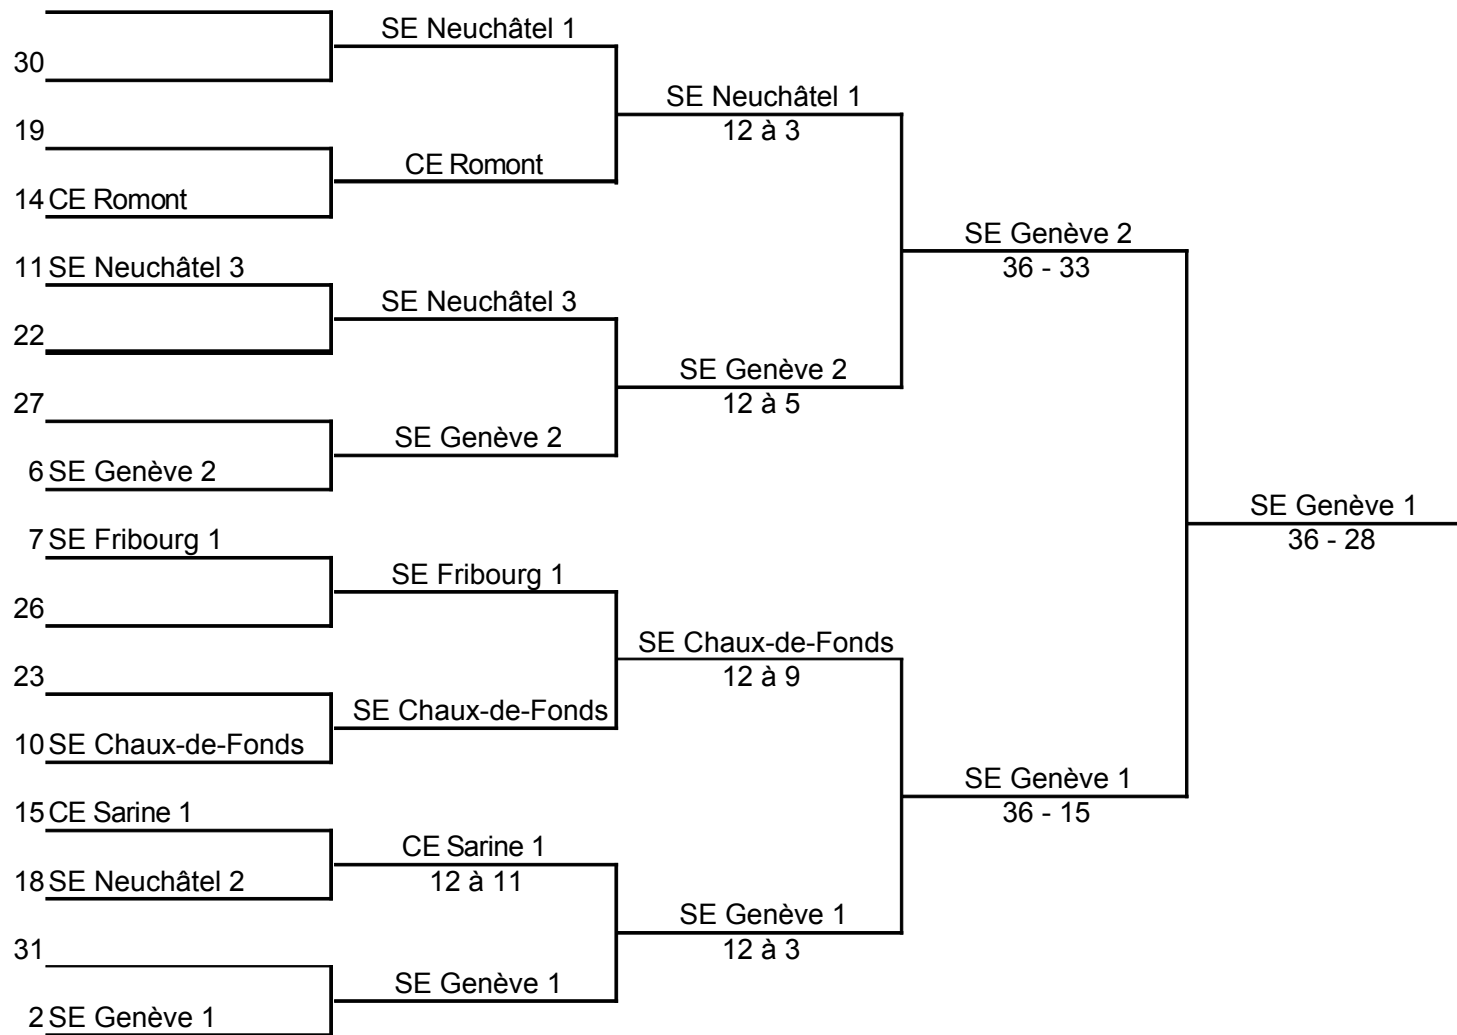 SE Neuchâtel 1
30
SE Neuchâtel 1
12 à 3
19
CE Romont
14 CE Romont
SE Genève 2
36 - 33
11 SE Neuchâtel 3
SE Neuchâtel 3
22
SE Genève 2
12 à 5
27
SE Genève 2
6 SE Genève 2
SE Genève 1
36 - 28
7 SE Fribourg 1
SE Fribourg 1
26
SE Chaux-de-Fonds
12 à 9
23
SE Chaux-de-Fonds
10 SE Chaux-de-Fonds
SE Genève 1
36 - 15
15 CE Sarine 1
CE Sarine 1
12 à 11
18 SE Neuchâtel 2
SE Genève 1
12 à 3
31
SE Genève 1
2 SE Genève 1